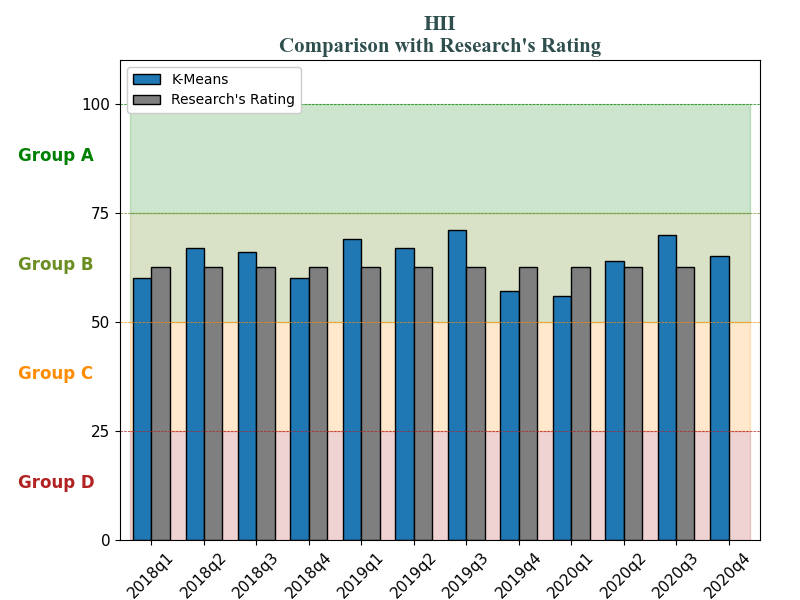 HII
Comparison with Research's Rating
K-Means
Research's Rating
100
Group A
75
Group B
50
Group C
25
Group D
0
2018q1 2018q2 2018q3 2018q4 2019q1 2019q2 2019q3 2019q4 2020q1 2020q2 2020q3 2020q4